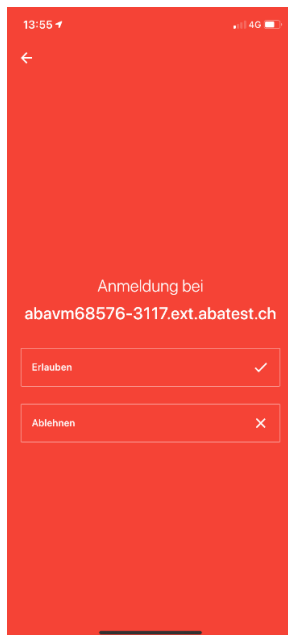 13:55
4G
Anmeldung bei
abavm68576-3117.ext.abatest.ch
Erlauben
Ablehnen